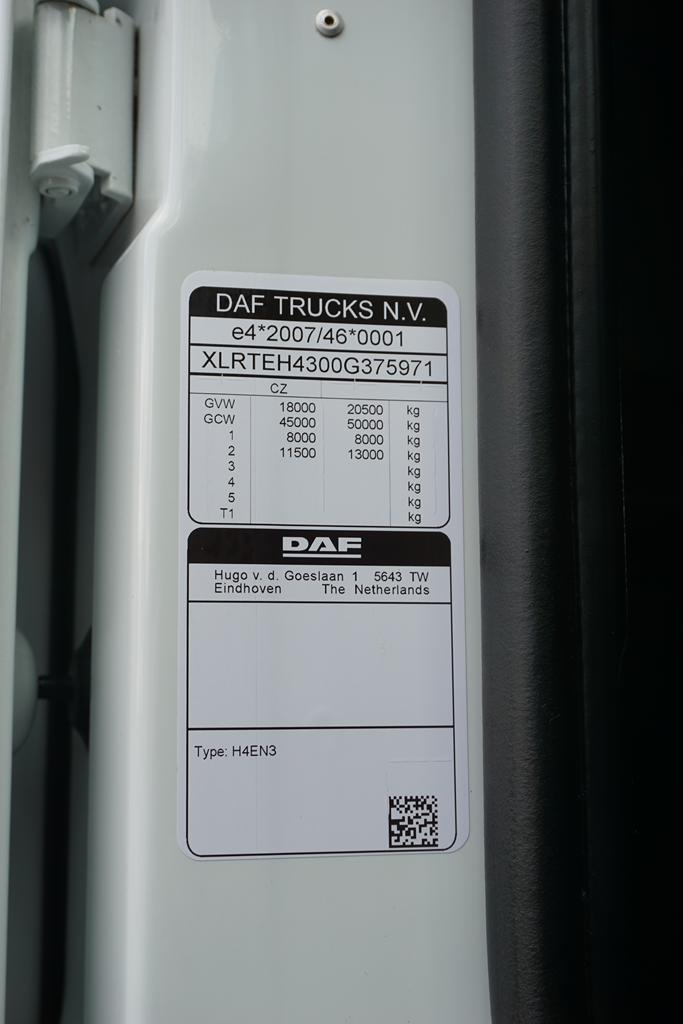 DAF TRUCKS N.V.
e4*2007/46*0001
XLRTEH4300G375971
CZ
GVW 18000 20500 kg
GCW 45000 50000 kg
1 8000 8000 kg
2 11500 13000 kg
3 kg
4 kg
5 kg
T1 kg
DAF
Hugo v. d. Goeslaan 1 5643 TW
Eindhoven The Netherlands
Type: H4EN3